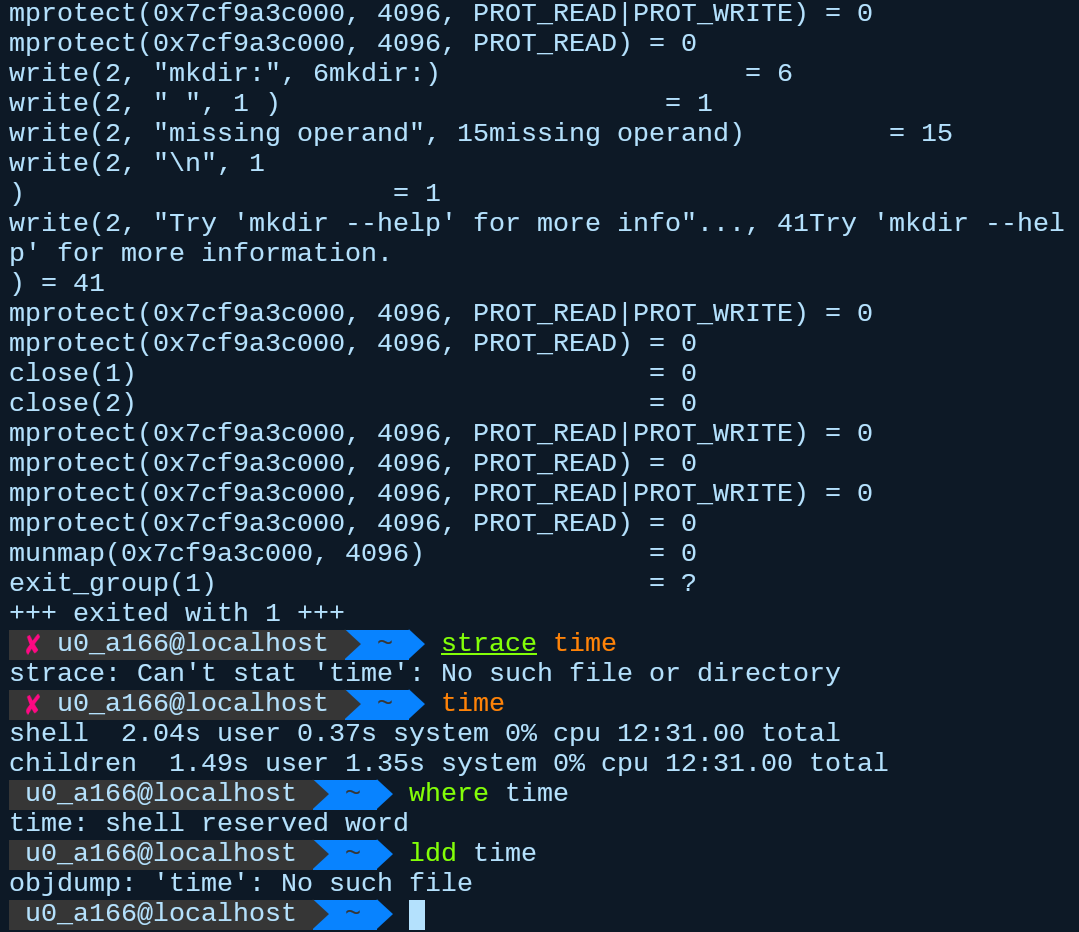 mprotect(0x7cf9a3c000, 4096, PROT_READ|PROT_WRITE) = 0
mprotect(0x7cf9a3c000, 4096, PROT_READ) = 0
write(2, "mkdir:", 6mkdir:)                   = 6
write(2, " ", 1 )                        = 1
write(2, "missing operand", 15missing operand)         = 15
write(2, "\n", 1
)                       = 1
write(2, "Try 'mkdir --help' for more info"..., 41Try 'mkdir --hel
p' for more information.
) = 41
mprotect(0x7cf9a3c000, 4096, PROT_READ|PROT_WRITE) = 0
mprotect(0x7cf9a3c000, 4096, PROT_READ) = 0
close(1)                                = 0
close(2)                                = 0
mprotect(0x7cf9a3c000, 4096, PROT_READ|PROT_WRITE) = 0
mprotect(0x7cf9a3c000, 4096, PROT_READ) = 0
mprotect(0x7cf9a3c000, 4096, PROT_READ|PROT_WRITE) = 0
mprotect(0x7cf9a3c000, 4096, PROT_READ) = 0
munmap(0x7cf9a3c000, 4096)              = 0
exit_group(1)                           = ?
+++ exited with 1 +++
✘ u0_a166@localhost  ~  strace time
strace: Can't stat 'time': No such file or directory
✘ u0_a166@localhost  ~  time
shell  2.04s user 0.37s system 0% cpu 12:31.00 total
children  1.49s user 1.35s system 0% cpu 12:31.00 total
u0_a166@localhost  ~  where time
time: shell reserved word
u0_a166@localhost  ~  ldd time
objdump: 'time': No such file
u0_a166@localhost  ~